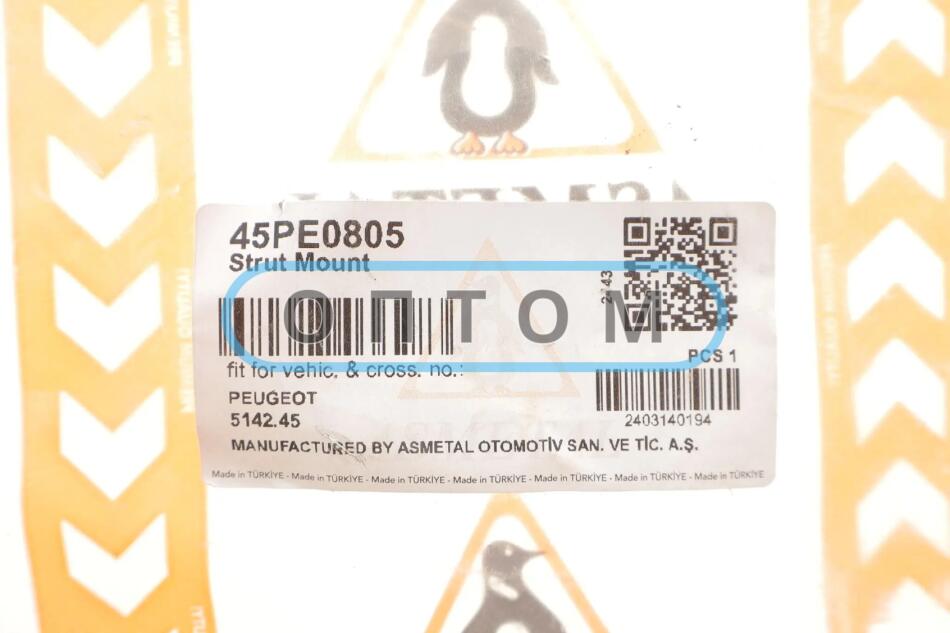 45PE0805
Strut Mount
ОПТОМ
fit for vehic. & cross. no.:
PCS 1
PEUGEOT
5142.45
2403140194
MANUFACTURED BY ASMETAL OTOMOTİV SAN. VE TİC. A.Ş.
Made in TÜRKİYE - Made in TÜRKİYE - Made in TÜRKİYE - Made in TÜRKİYE - Made in TÜRKİYE - Made in TÜRKİYE - Made in TÜRKİYE